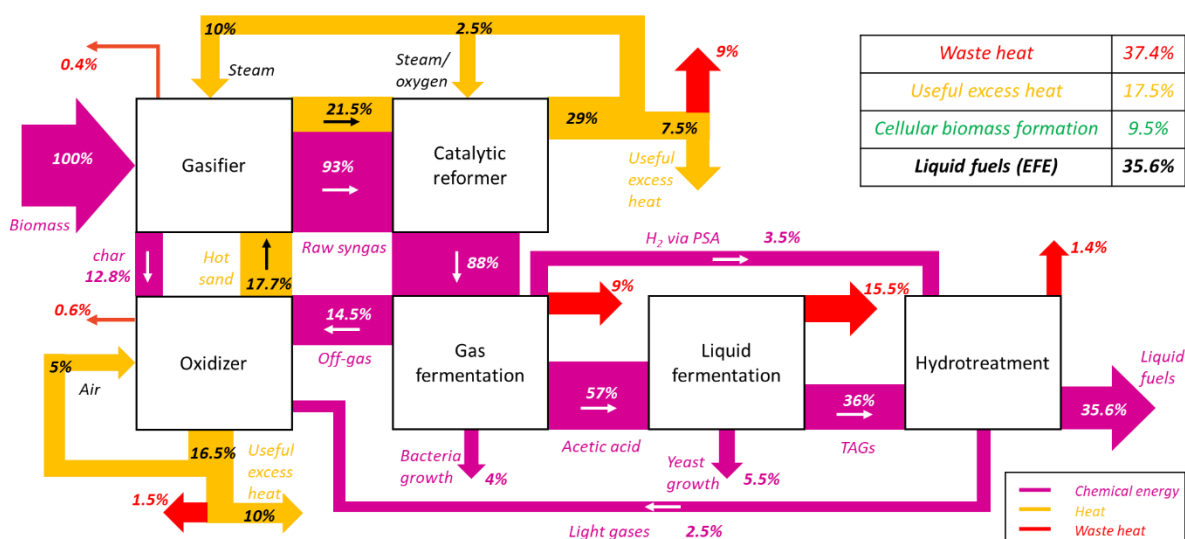 10%
2.5%
9%
0.4%
Steam
Steam/
oxygen
Waste heat 37.4%
Useful excess heat 17.5%
Cellular biomass formation 9.5%
Liquid fuels (EFE) 35.6%
100%
Biomass
Gasifier
21.5%
93%
Raw syngas
Catalytic
reformer
29%
7.5%
Useful
excess
heat
char
12.8%
Hot
sand
17.7%
88%
H₂ via PSA
3.5%
1.4%
0.6%
5%
Air
Oxidizer
14.5%
Off-gas
Gas
fermentation
9%
57%
Acetic acid
Liquid
fermentation
15.5%
36%
TAGs
Hydrotreatment
Liquid
fuels
35.6%
16.5%
Useful
excess
heat
1.5%
10%
Bacteria
growth
4%
Yeast
growth
5.5%
Light gases 2.5%
Chemical energy
Heat
Waste heat